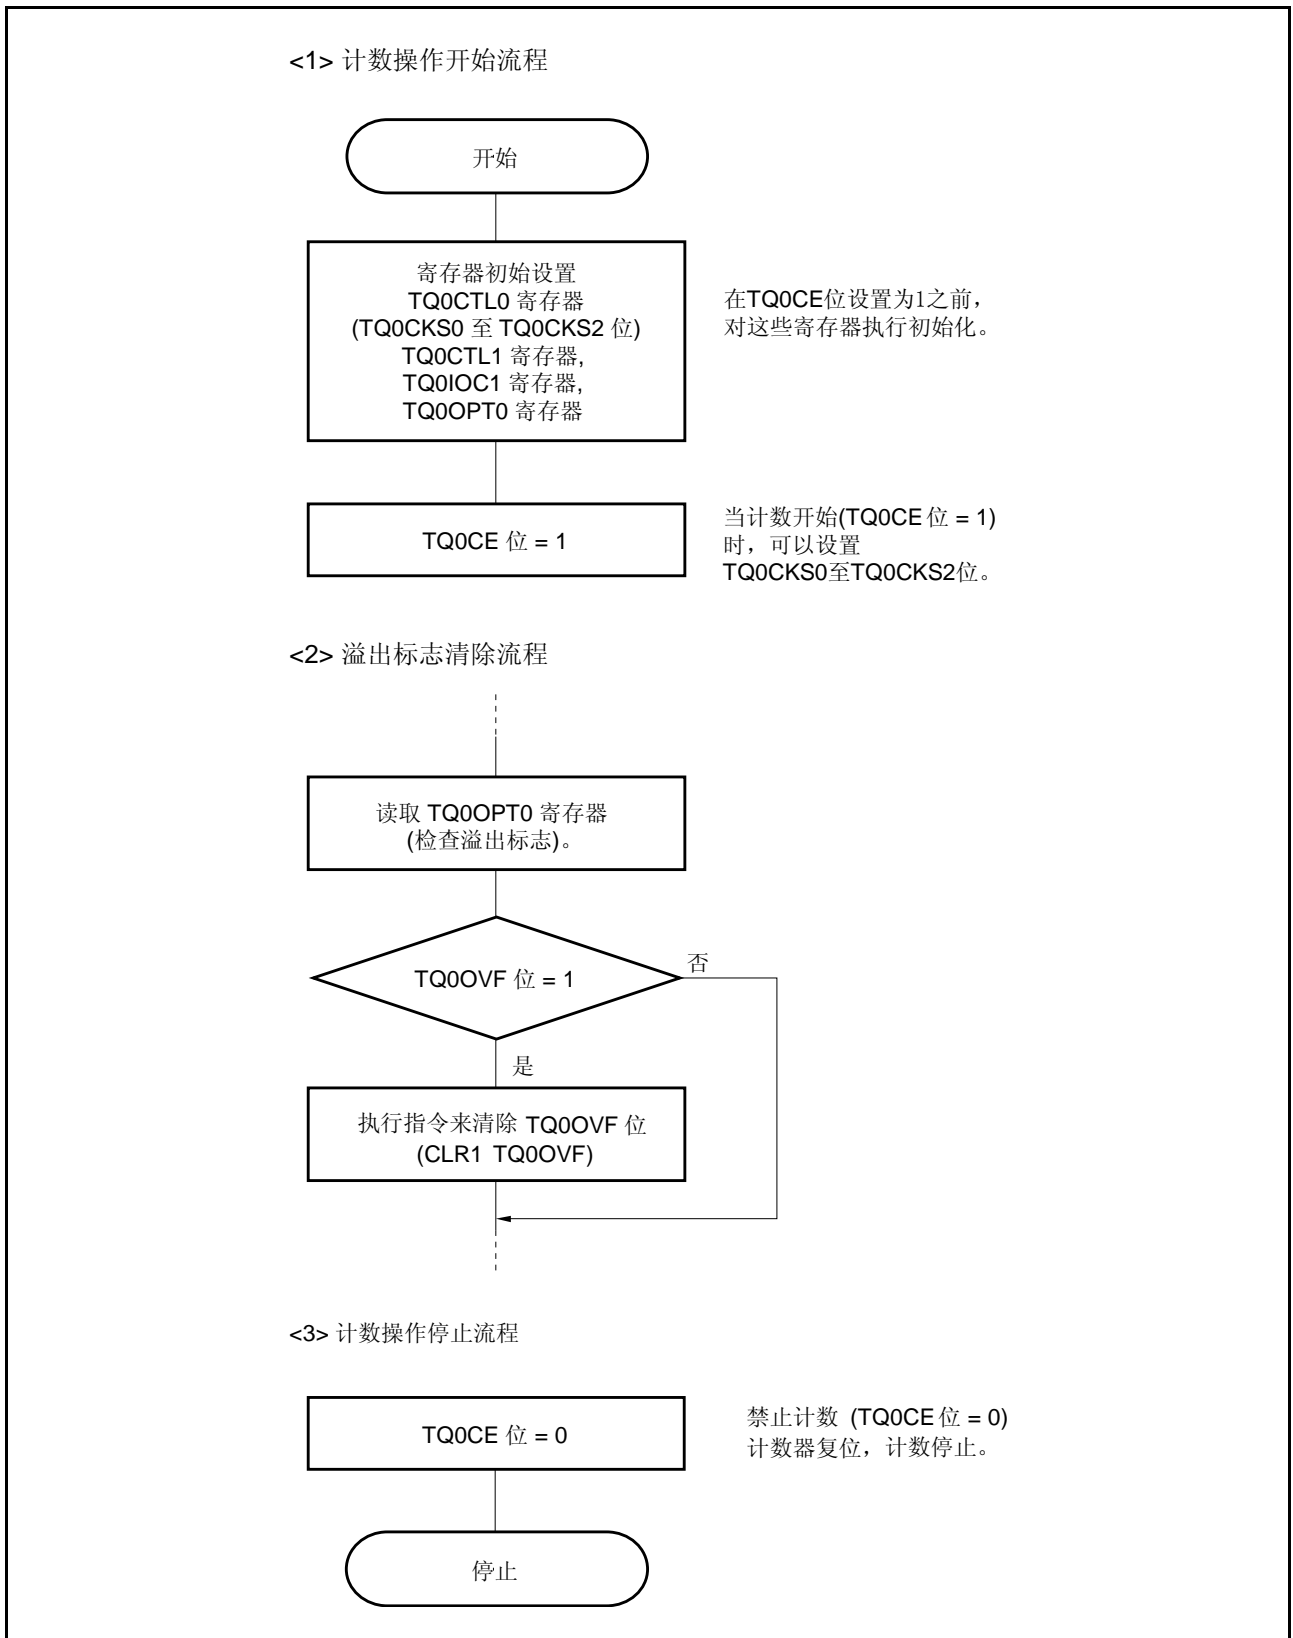 <1> 计数操作开始流程
开始
寄存器初始设置
TQ0CTL0 寄存器
(TQ0CKS0 至 TQ0CKS2 位)
TQ0CTL1 寄存器,
TQ0IOC1 寄存器,
TQ0OPT0 寄存器
在TQ0CE位设置为1之前，
对这些寄存器执行初始化。
TQ0CE 位 = 1
当计数开始(TQ0CE 位 = 1)
时，可以设置
TQ0CKS0至TQ0CKS2位。
<2> 溢出标志清除流程
读取 TQ0OPT0 寄存器
(检查溢出标志)。
TQ0OVF 位 = 1
否
是
执行指令来清除 TQ0OVF 位
(CLR1 TQ0OVF)
<3> 计数操作停止流程
TQ0CE 位 = 0
禁止计数 (TQ0CE 位 = 0)
计数器复位，计数停止。
停止